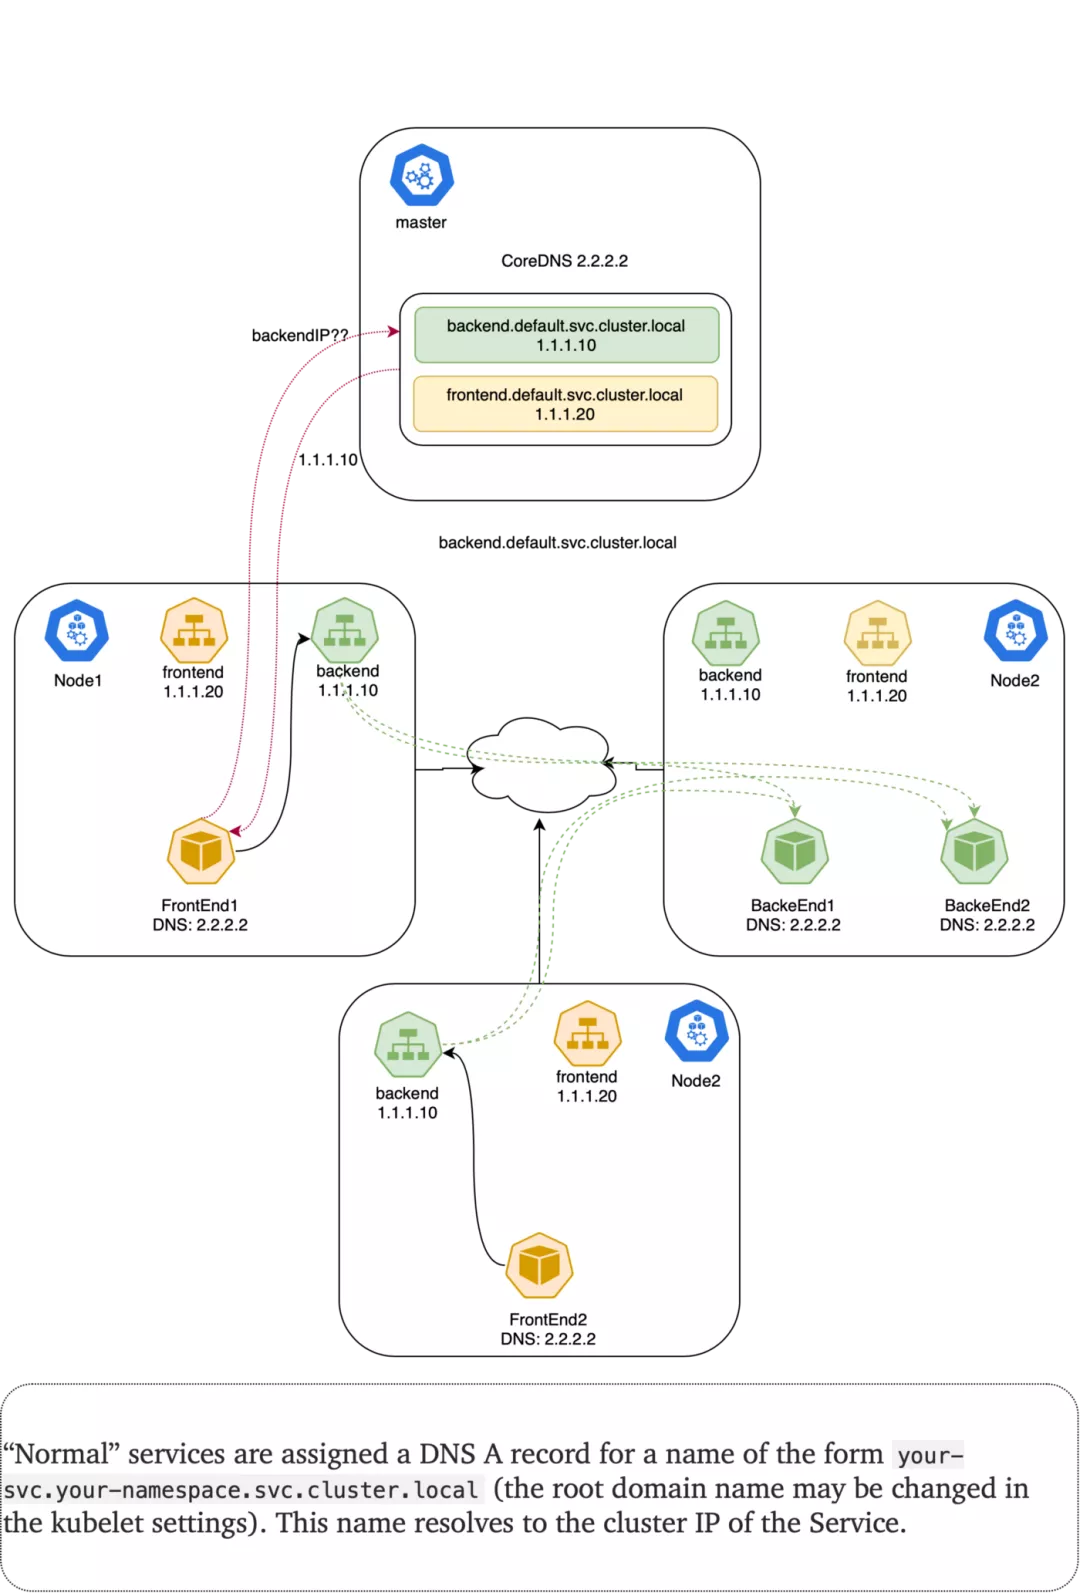 master
CoreDNS 2.2.2.2
backend.default.svc.cluster.local
1.1.1.10
frontend.default.svc.cluster.local
1.1.1.20
backendIP??
1.1.1.10
backend.default.svc.cluster.local
Node1
frontend
1.1.1.20
backend
1.1.1.10
FrontEnd1
DNS: 2.2.2.2
backend
1.1.1.10
frontend
1.1.1.20
Node2
BackeEnd1
DNS: 2.2.2.2
BackeEnd2
DNS: 2.2.2.2
backend
1.1.1.10
frontend
1.1.1.20
Node2
FrontEnd2
DNS: 2.2.2.2
“Normal” services are assigned a DNS A record for a name of the form your-
svc.your-namespace.svc.cluster.local (the root domain name may be changed in
the kubelet settings). This name resolves to the cluster IP of the Service.